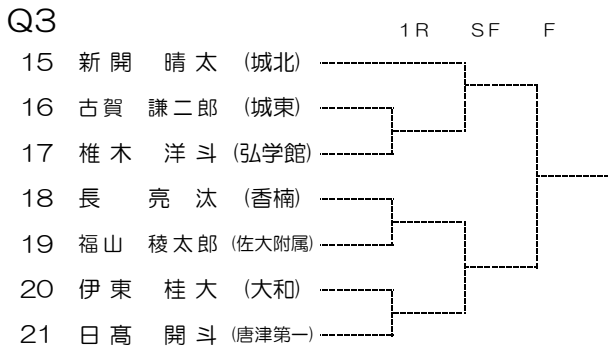 Q3
1R SF F
15 新開 晴太 (城北)
16 古賀 謙二郎 (城東)
17 椎木 洋斗 (弘学館)
18 長 亮汰 (香楠)
19 福山 稜太郎 (佐大附属)
20 伊東 桂大 (大和)
21 日髙 開斗 (唐津第一)